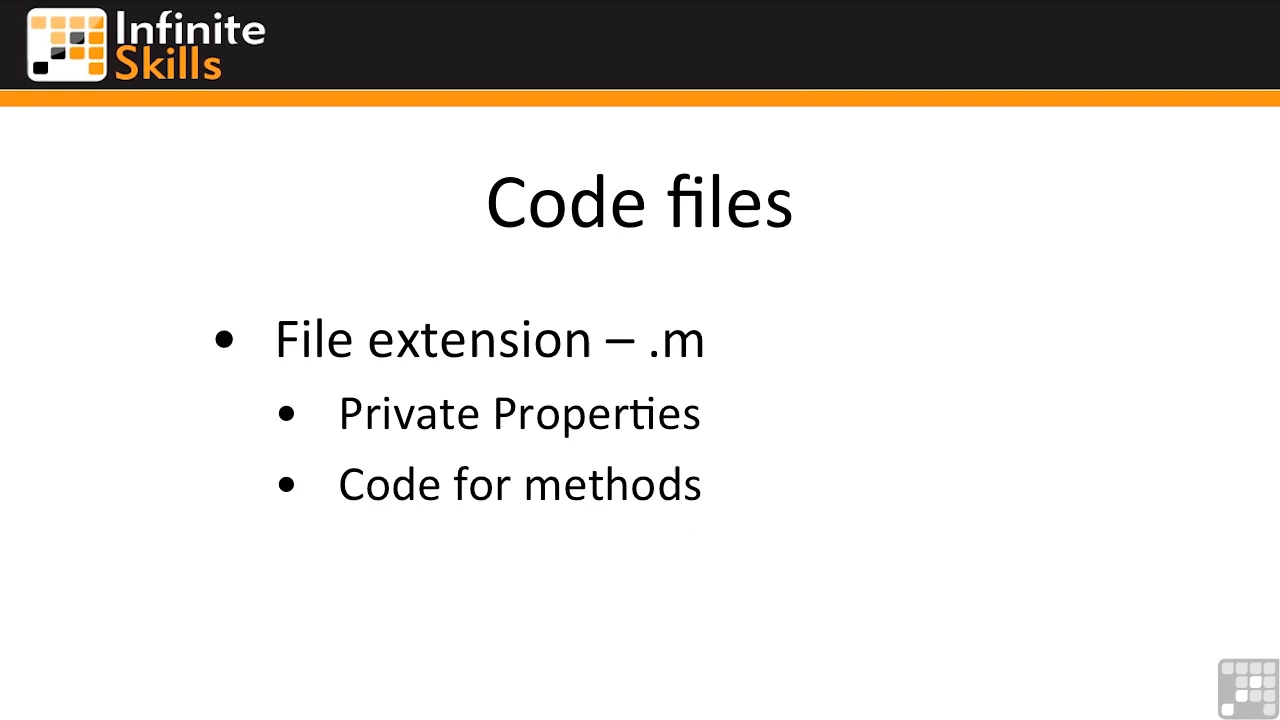 Infinite
Skills
Code files
• File extension – .m
• Private Properties
• Code for methods